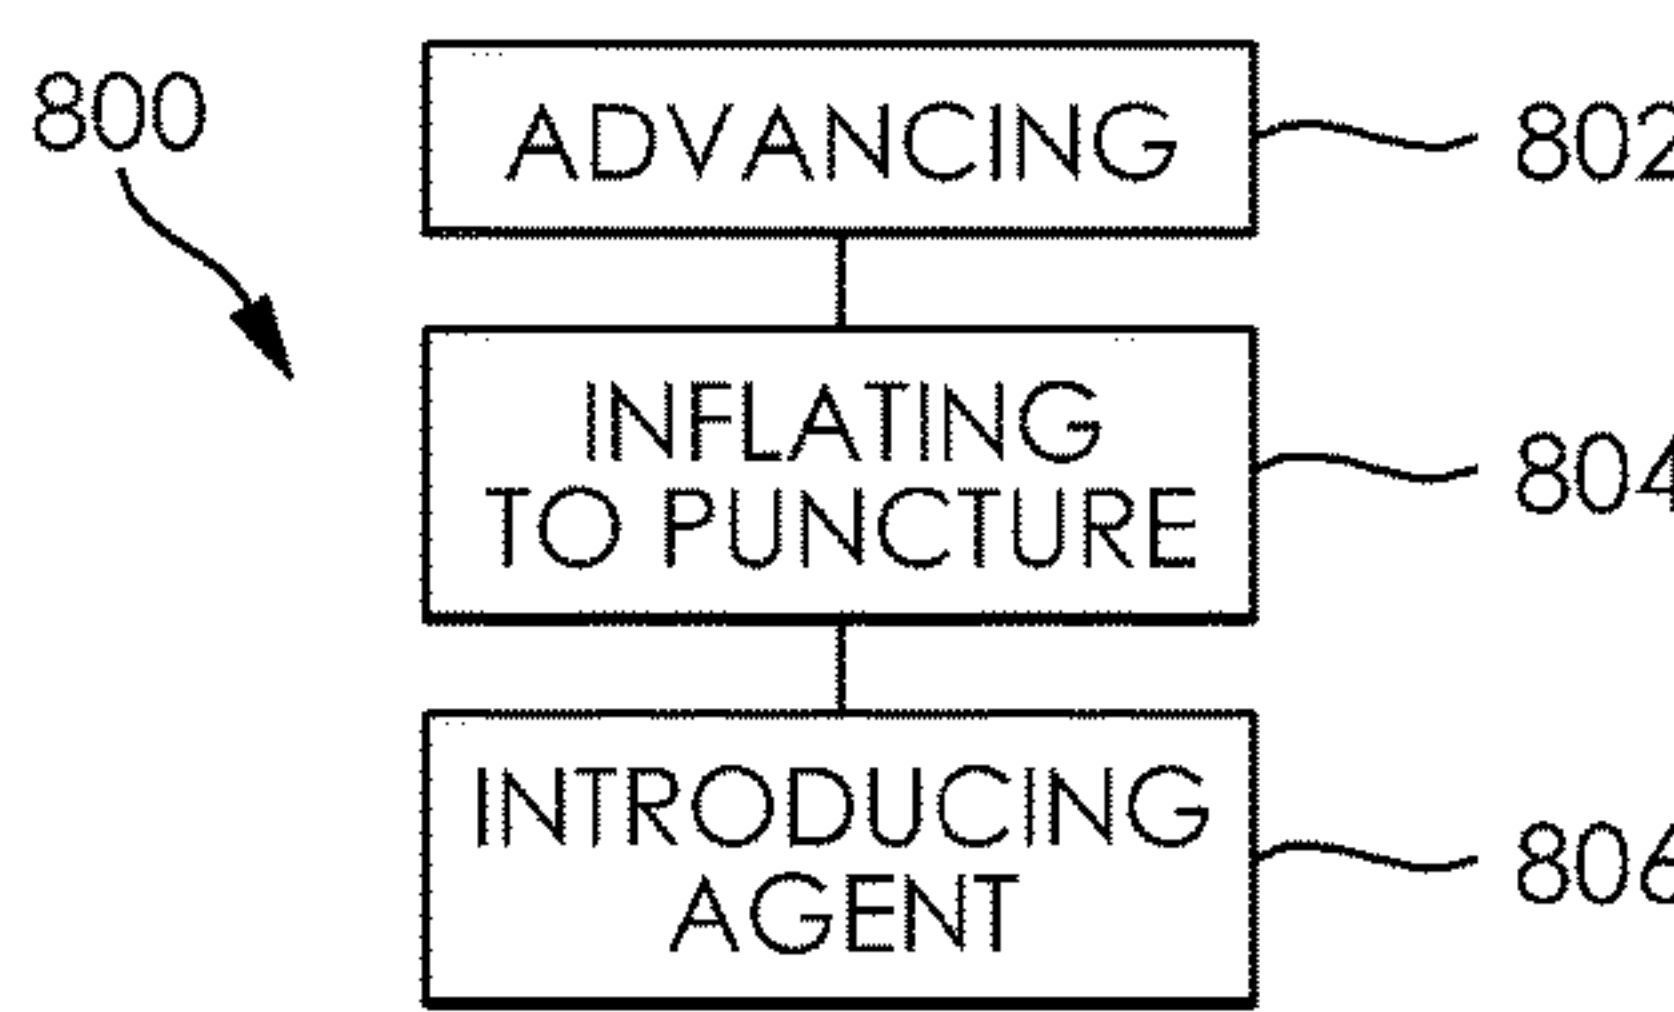 800
ADVANCING
802
INFLATING
TO PUNCTURE
804
INTRODUCING
AGENT
806